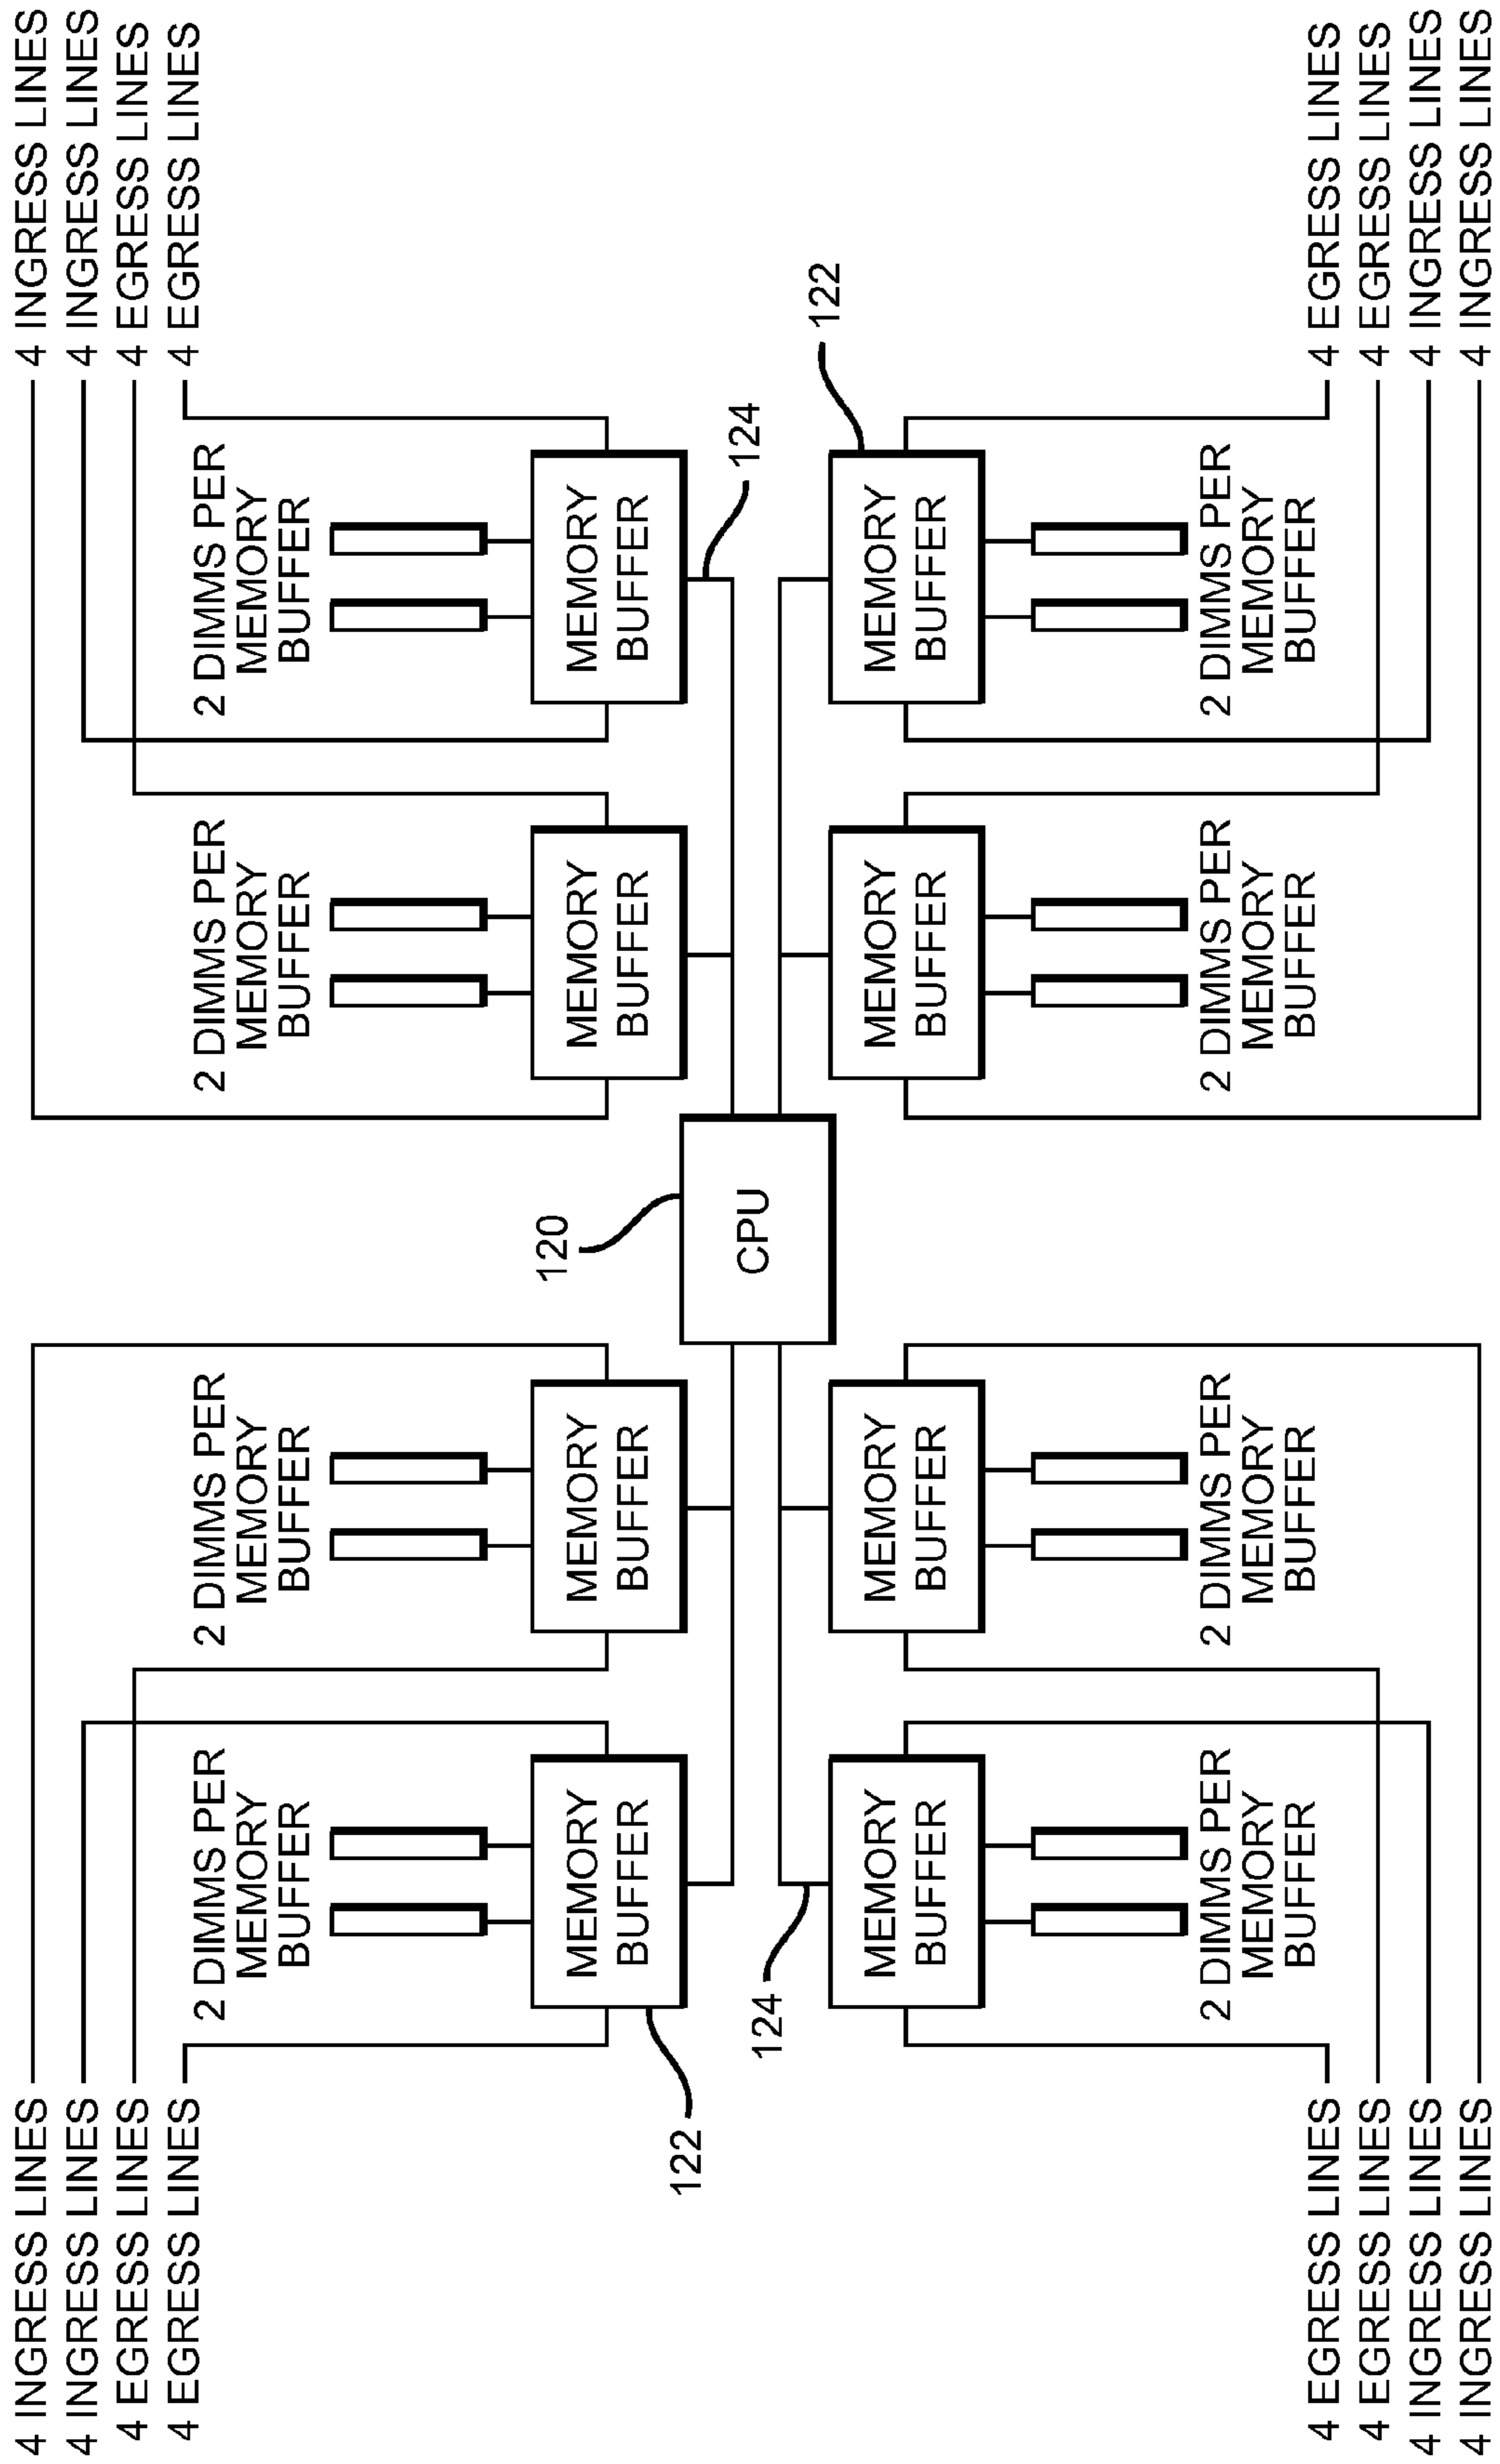 4 INGRESS LINES
4 INGRESS LINES
4 INGRESS LINES
4 INGRESS LINES
4 EGRESS LINES
4 EGRESS LINES
4 EGRESS LINES
4 EGRESS LINES
2 DIMMS PER
MEMORY
BUFFER
2 DIMMS PER
MEMORY
BUFFER
2 DIMMS PER
MEMORY
BUFFER
2 DIMMS PER
MEMORY
BUFFER
120
MEMORY
BUFFER
MEMORY
BUFFER
MEMORY
BUFFER
MEMORY
BUFFER
122
124
CPU
124
122
MEMORY
BUFFER
MEMORY
BUFFER
MEMORY
BUFFER
MEMORY
BUFFER
2 DIMMS PER
MEMORY
BUFFER
2 DIMMS PER
MEMORY
BUFFER
2 DIMMS PER
MEMORY
BUFFER
2 DIMMS PER
MEMORY
BUFFER
4 EGRESS LINES
4 EGRESS LINES
4 EGRESS LINES
4 EGRESS LINES
4 INGRESS LINES
4 INGRESS LINES
4 INGRESS LINES
4 INGRESS LINES